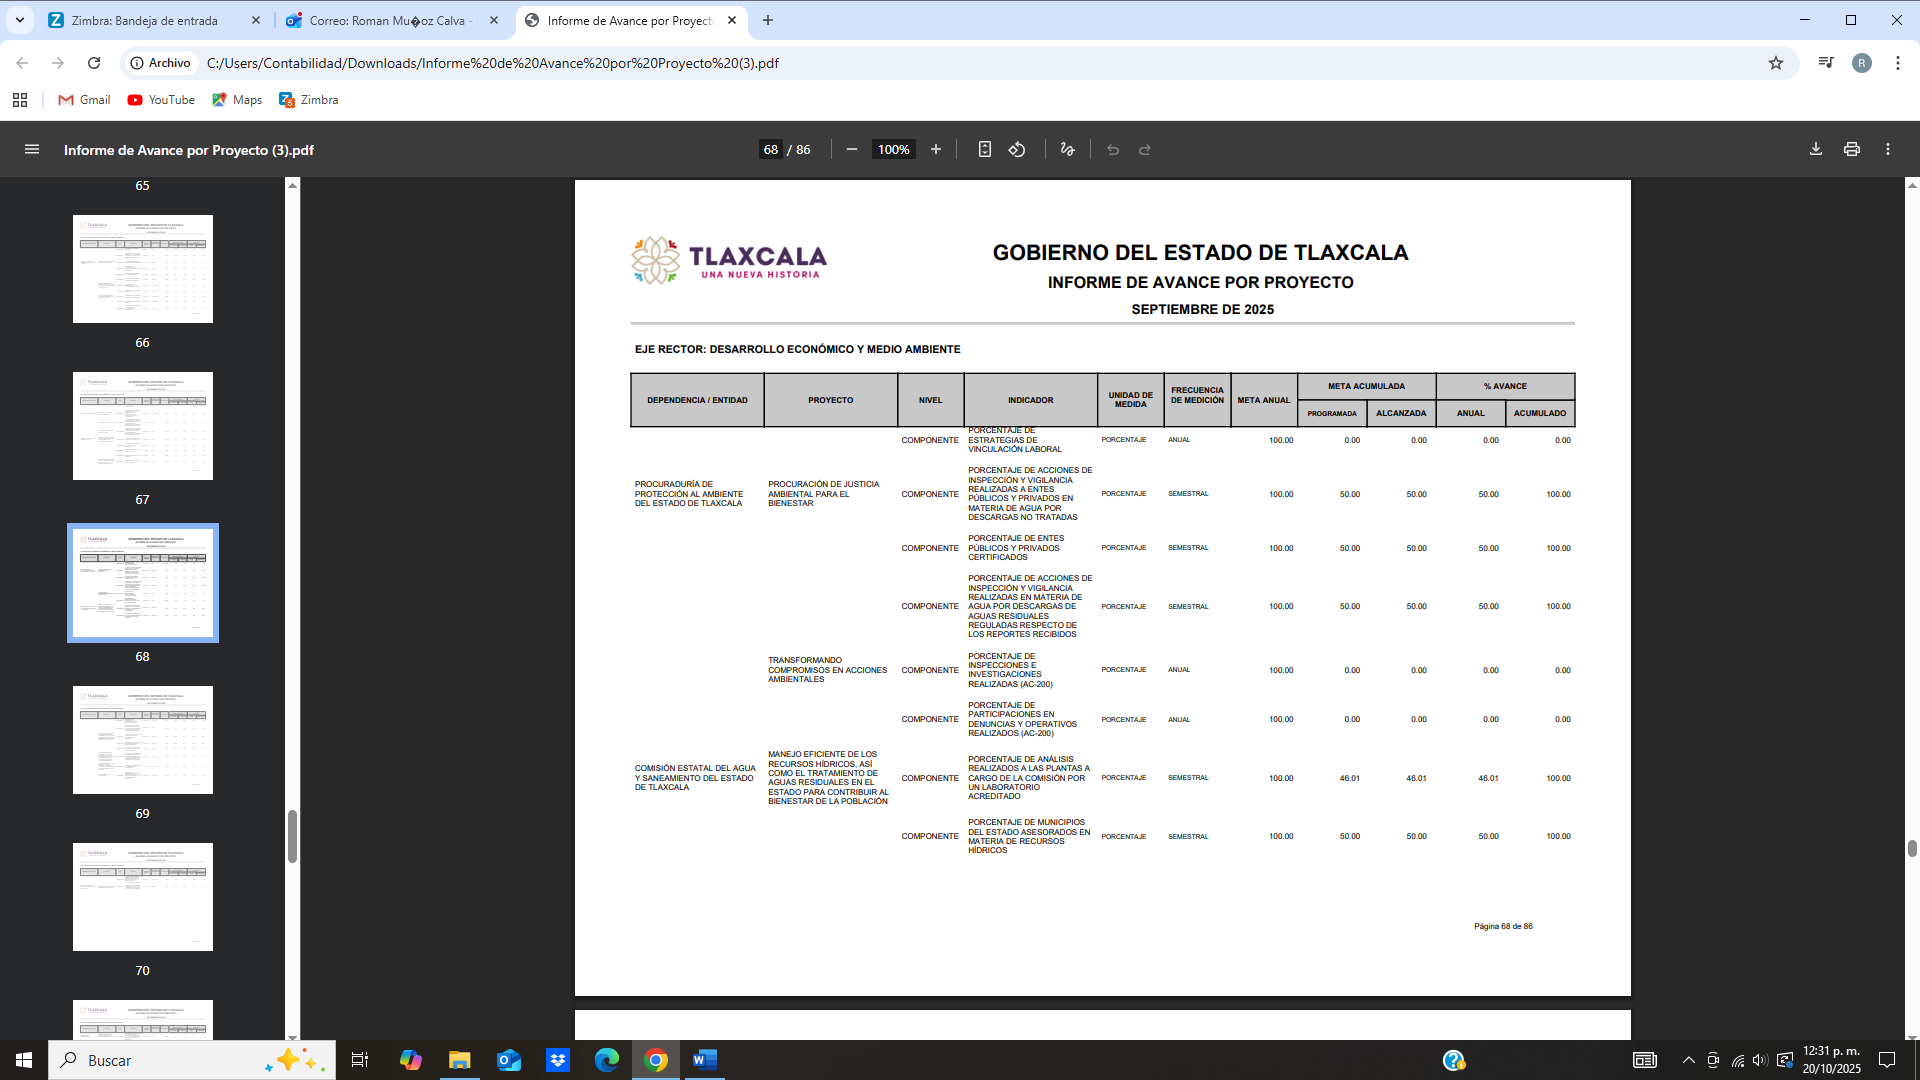 Zimbra: Bandeja de entrada
Correo: Roman Mu�oz Calva -
Informe de Avance por Proyecto
Archivo
C:/Users/Contabilidad/Downloads/Informe%20de%20Avance%20por%20Proyecto%20(3).pdf
R
Gmail
YouTube
Maps
Zimbra
Informe de Avance por Proyecto (3).pdf
68 / 86
100%
65
66
67
68
69
70
TLAXCALA
UNA NUEVA HISTORIA
GOBIERNO DEL ESTADO DE TLAXCALA
INFORME DE AVANCE POR PROYECTO
SEPTIEMBRE DE 2025
EJE RECTOR: DESARROLLO ECONÓMICO Y MEDIO AMBIENTE
DEPENDENCIA / ENTIDAD
PROYECTO
NIVEL
INDICADOR
UNIDAD DE
MEDIDA
FRECUENCIA
DE MEDICIÓN
META ANUAL
META ACUMULADA
PROGRAMADA
ALCANZADA
% AVANCE
ANUAL
ACUMULADO
COMPONENTE
PORCENTAJE DE
ESTRATEGIAS DE
VINCULACIÓN LABORAL
PORCENTAJE
ANUAL
100.00 0.00 0.00 0.00 0.00
PROCURADURÍA DE
PROTECCIÓN AL AMBIENTE
DEL ESTADO DE TLAXCALA
PROCURACIÓN DE JUSTICIA
AMBIENTAL PARA EL
BIENESTAR
COMPONENTE
PORCENTAJE DE ACCIONES DE
INSPECCIÓN Y VIGILANCIA
REALIZADAS A ENTES
PÚBLICOS Y PRIVADOS EN
MATERIA DE AGUA POR
DESCARGAS NO TRATADAS
PORCENTAJE
SEMESTRAL
100.00 50.00 50.00 50.00 100.00
COMPONENTE
PORCENTAJE DE ENTES
PÚBLICOS Y PRIVADOS
CERTIFICADOS
PORCENTAJE
SEMESTRAL
100.00 50.00 50.00 50.00 100.00
COMPONENTE
PORCENTAJE DE ACCIONES DE
INSPECCIÓN Y VIGILANCIA
REALIZADAS EN MATERIA DE
AGUA POR DESCARGAS DE
AGUAS RESIDUALES
REGULADAS RESPECTO DE
LOS REPORTES RECIBIDOS
PORCENTAJE
SEMESTRAL
100.00 50.00 50.00 50.00 100.00
TRANSFORMANDO
COMPROMISOS EN ACCIONES
AMBIENTALES
COMPONENTE
PORCENTAJE DE
INSPECCIONES E
INVESTIGACIONES
REALIZADAS (AC-200)
PORCENTAJE
ANUAL
100.00 0.00 0.00 0.00 0.00
COMPONENTE
PORCENTAJE DE
PARTICIPACIONES EN
DENUNCIAS Y OPERATIVOS
REALIZADOS (AC-200)
PORCENTAJE
ANUAL
100.00 0.00 0.00 0.00 0.00
COMISIÓN ESTATAL DEL AGUA
Y SANEAMIENTO DEL ESTADO
DE TLAXCALA
MANEJO EFICIENTE DE LOS
RECURSOS HÍDRICOS, ASÍ
COMO EL TRATAMIENTO DE
AGUAS RESIDUALES EN EL
ESTADO PARA CONTRIBUIR AL
BIENESTAR DE LA POBLACIÓN
COMPONENTE
PORCENTAJE DE ANÁLISIS
REALIZADOS A LAS PLANTAS A
CARGO DE LA COMISIÓN POR
UN LABORATORIO
ACREDITADO
PORCENTAJE
SEMESTRAL
100.00 46.01 46.01 46.01 100.00
COMPONENTE
PORCENTAJE DE MUNICIPIOS
DEL ESTADO ASESORADOS EN
MATERIA DE RECURSOS
HÍDRICOS
PORCENTAJE
SEMESTRAL
100.00 50.00 50.00 50.00 100.00
Página 68 de 86
Buscar
12:31 p. m.
20/10/2025